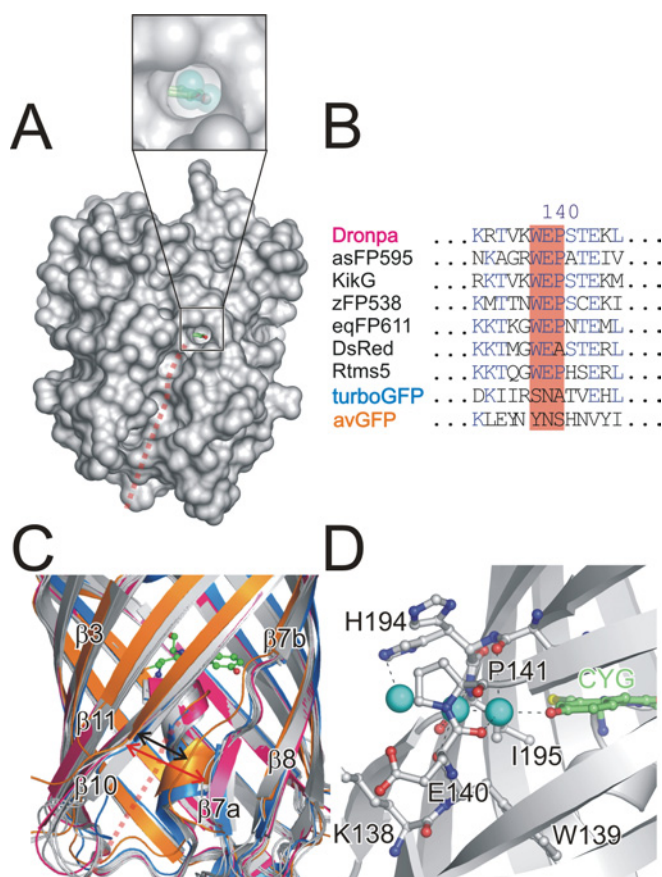 A
B
140
Dronpa ... KRTVKWEPSTEKL ...
asFP595 ... NKAGRWEPATEIV ...
KikG ... RKTVKWEPSTEKM ...
zFP538 ... KMTTNWEPSCEKI ...
eqFP611 ... KKTKGWEPNTEML ...
DsRed ... KKTMGWEASTERL ...
Rtms5 ... KKTQGWEPHSERL ...
turboGFP ... DKIIRSNATVEHL ...
avGFP ... KLEYNYNSHNVYI ...
C
β3
β7b
β11
β10
β8
β7a
D
H194
P141
CYG
I195
E140
K138
W139